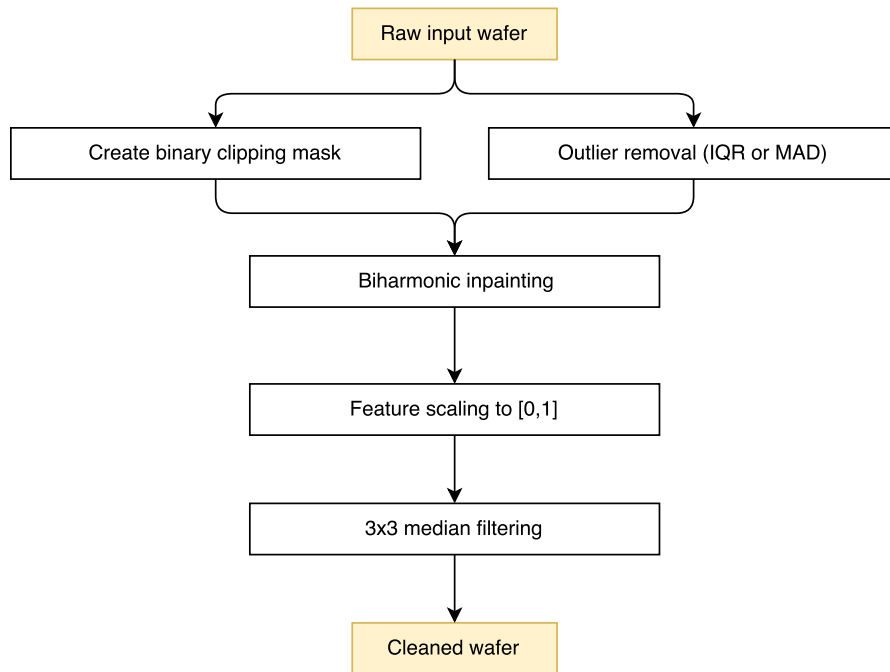 Raw input wafer
Create binary clipping mask
Outlier removal (IQR or MAD)
Biharmonic inpainting
Feature scaling to [0,1]
3x3 median filtering
Cleaned wafer